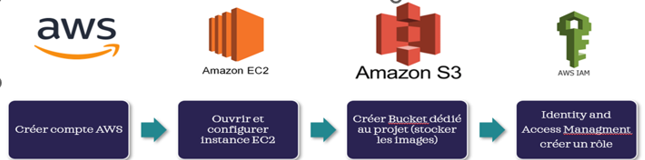 aws
Amazon EC2
Amazon S3
AWS IAM
Créer compte AWS
Ouvrir et
configurer
instance EC2
Créer Bucket dédié
au projet (stocker
les images)
Identity and
Access Managment
créer un rôle